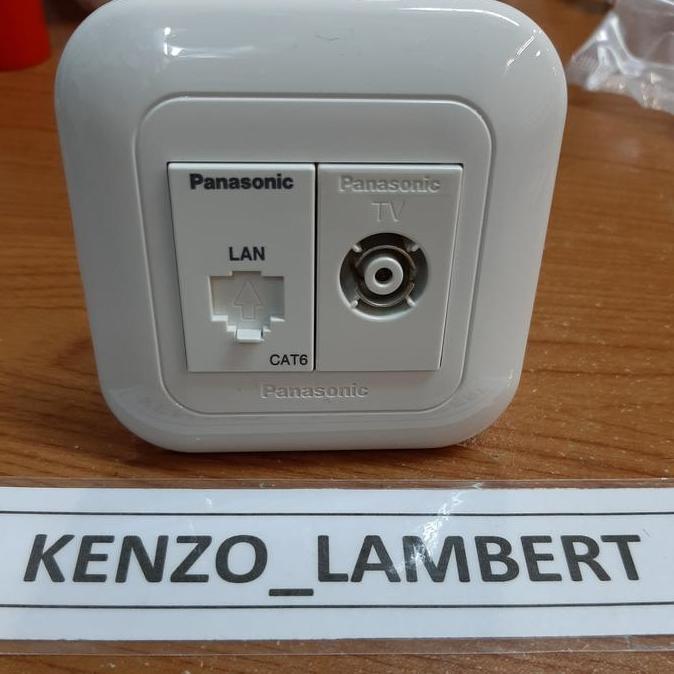 Panasonic
LAN
CAT6
Panasonic
TV
Panasonic
KENZO_LAMBERT